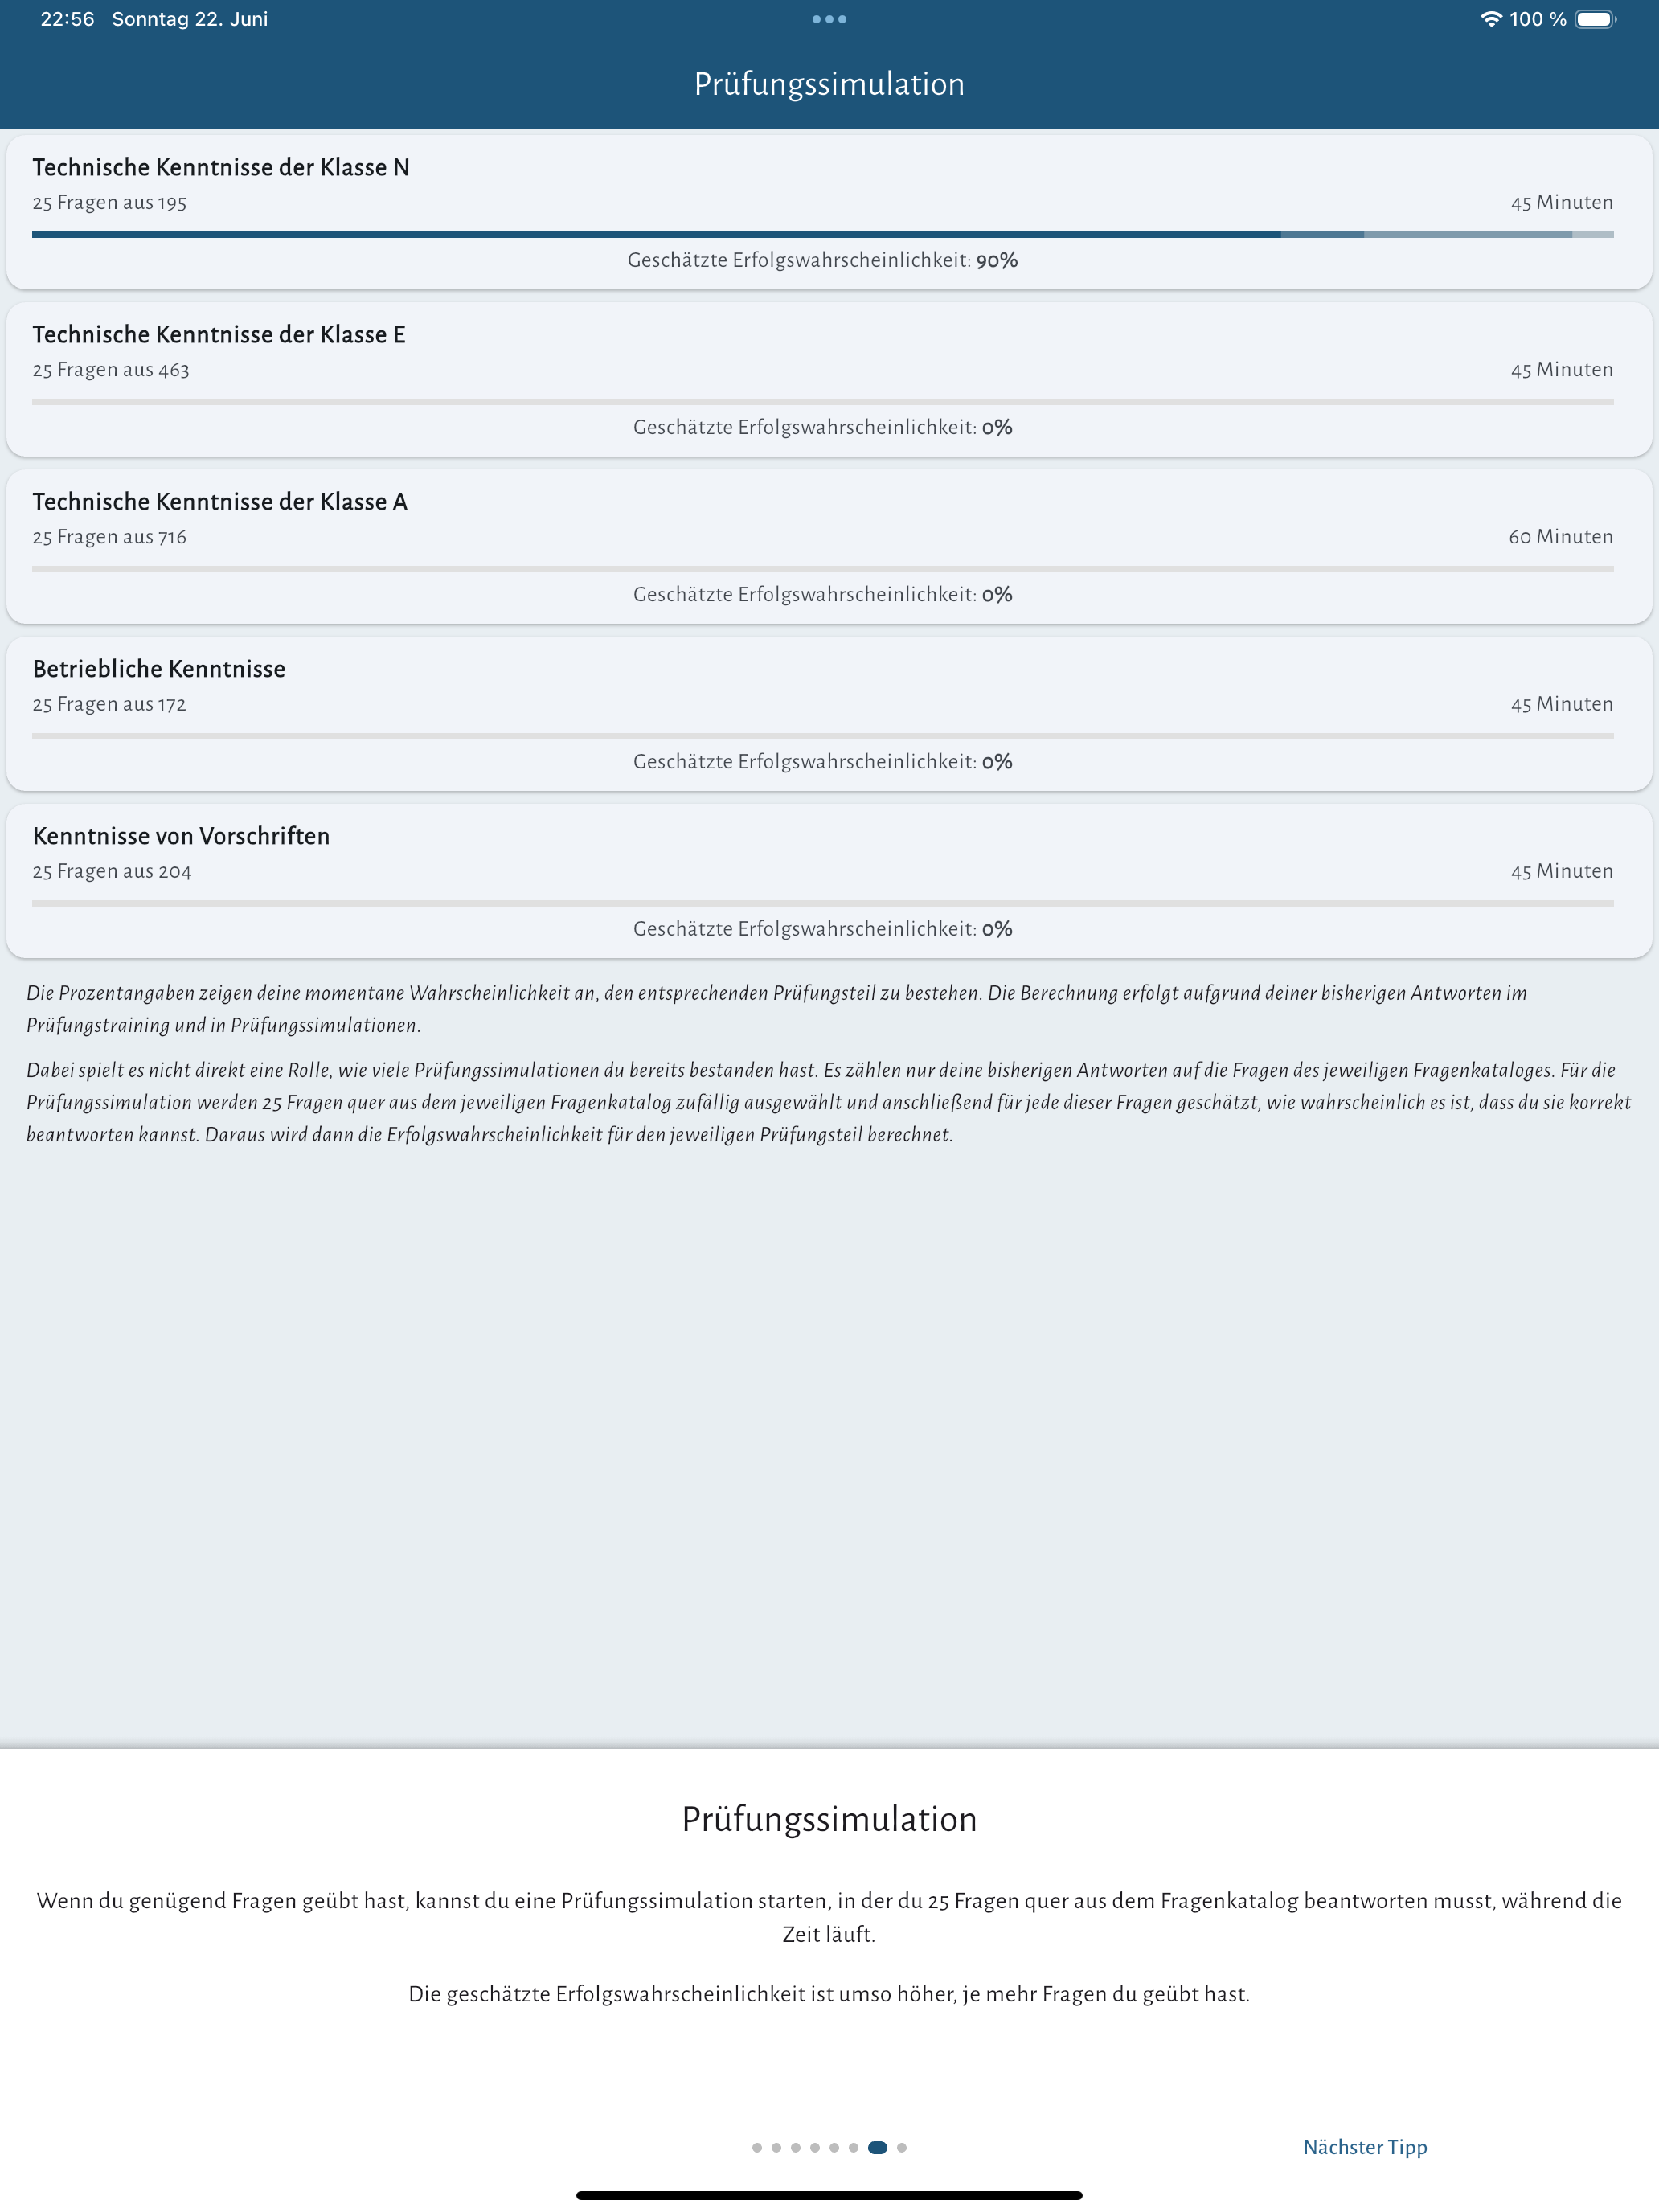 22:56 Sonntag 22. Juni
100 %
Prüfungssimulation
Technische Kenntnisse der Klasse N
25 Fragen aus 195
45 Minuten
Geschätzte Erfolgswahrscheinlichkeit: 90%
Technische Kenntnisse der Klasse E
25 Fragen aus 463
45 Minuten
Geschätzte Erfolgswahrscheinlichkeit: 0%
Technische Kenntnisse der Klasse A
25 Fragen aus 716
60 Minuten
Geschätzte Erfolgswahrscheinlichkeit: 0%
Betriebliche Kenntnisse
25 Fragen aus 172
45 Minuten
Geschätzte Erfolgswahrscheinlichkeit: 0%
Kenntnisse von Vorschriften
25 Fragen aus 204
45 Minuten
Geschätzte Erfolgswahrscheinlichkeit: 0%
Die Prozentangaben zeigen deine momentane Wahrscheinlichkeit an, den entsprechenden Prüfungsteil zu bestehen. Die Berechnung erfolgt aufgrund deiner bisherigen Antworten im
Prüfungstraining und in Prüfungssimulationen.
Dabei spielt es nicht direkt eine Rolle, wie viele Prüfungssimulationen du bereits bestanden hast. Es zählen nur deine bisherigen Antworten auf die Fragen des jeweiligen Fragenkataloges. Für die
Prüfungssimulation werden 25 Fragen quer aus dem jeweiligen Fragenkatalog zufällig ausgewählt und anschließend für jede dieser Fragen geschätzt, wie wahrscheinlich es ist, dass du sie korrekt
beantworten kannst. Daraus wird dann die Erfolgswahrscheinlichkeit für den jeweiligen Prüfungsteil berechnet.
Prüfungssimulation
Wenn du genügend Fragen geübt hast, kannst du eine Prüfungssimulation starten, in der du 25 Fragen quer aus dem Fragenkatalog beantworten musst, während die
Zeit läuft.
Die geschätzte Erfolgswahrscheinlichkeit ist umso höher, je mehr Fragen du geübt hast.
Nächster Tipp